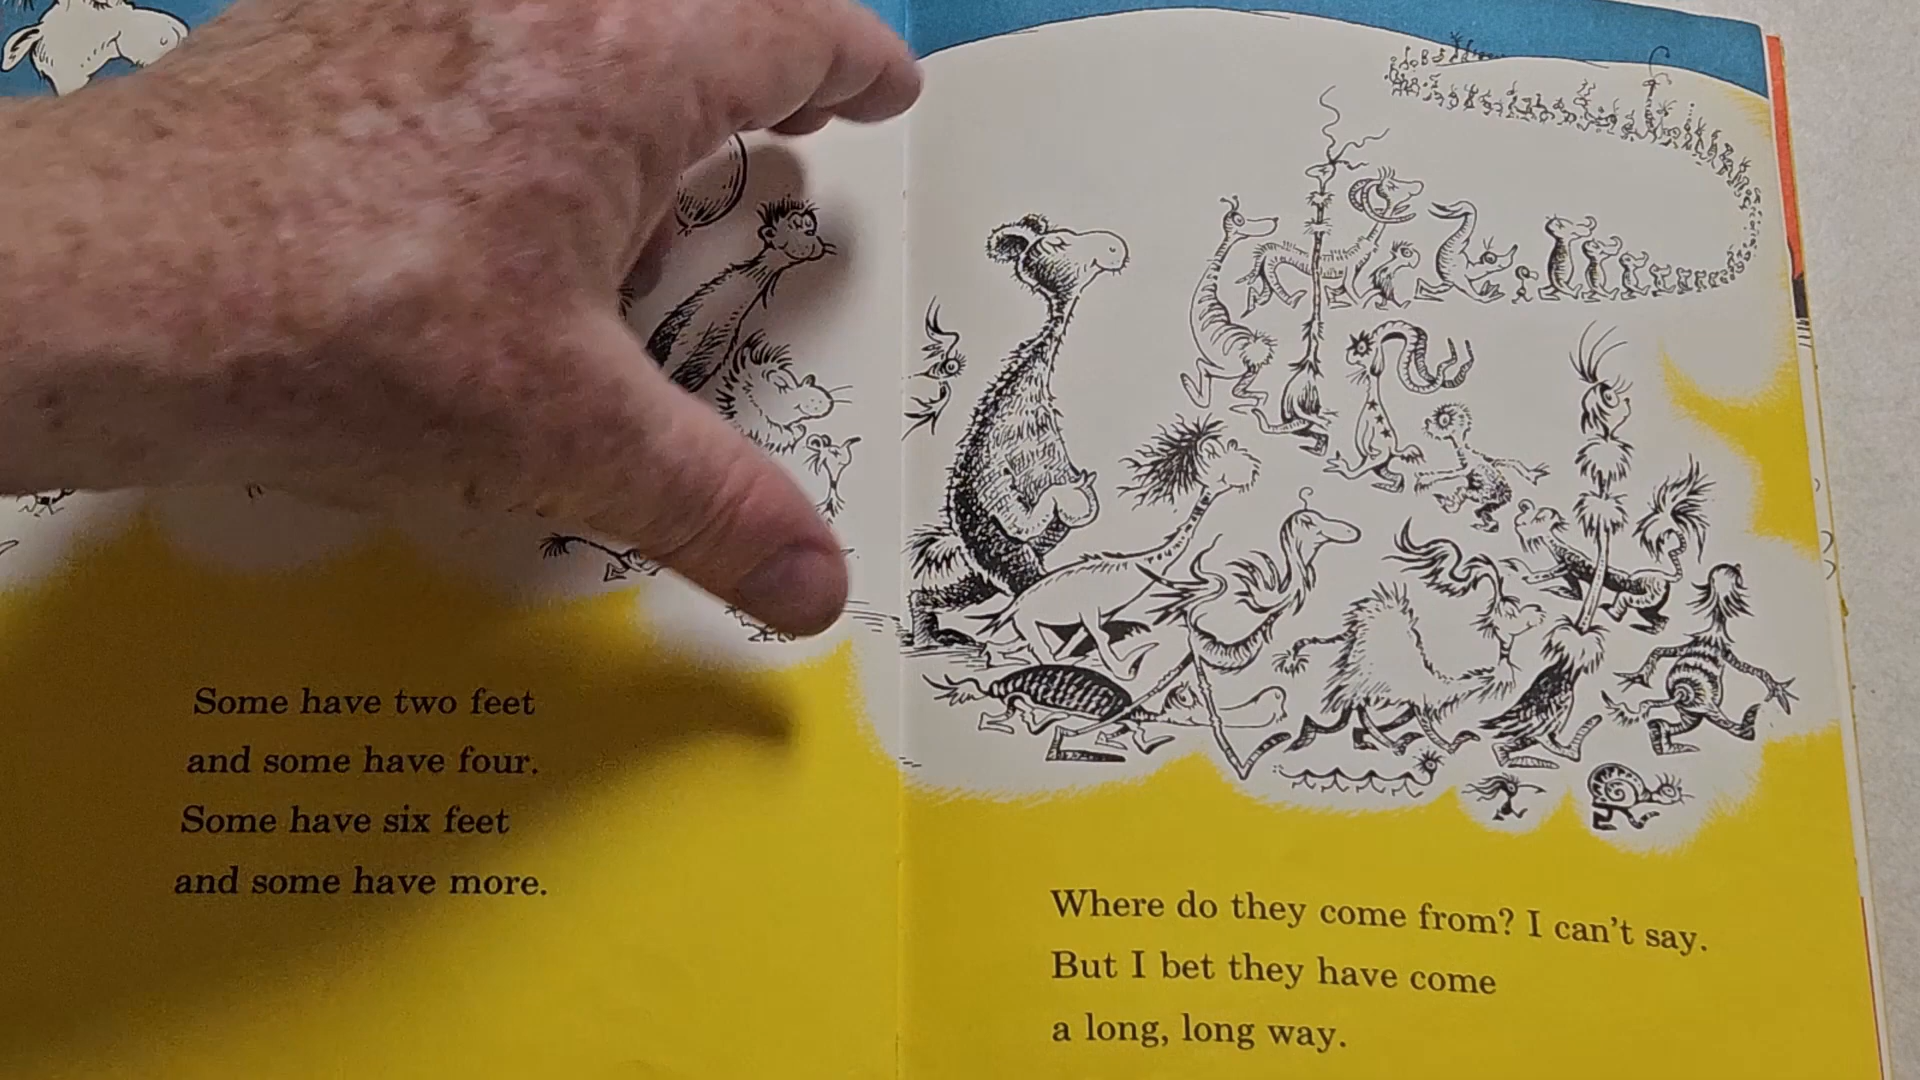 Some have two feet
and some have four.
Some have six feet
and some have more.
Where do they come from? I can't say.
But I bet they have come
a long, long way.